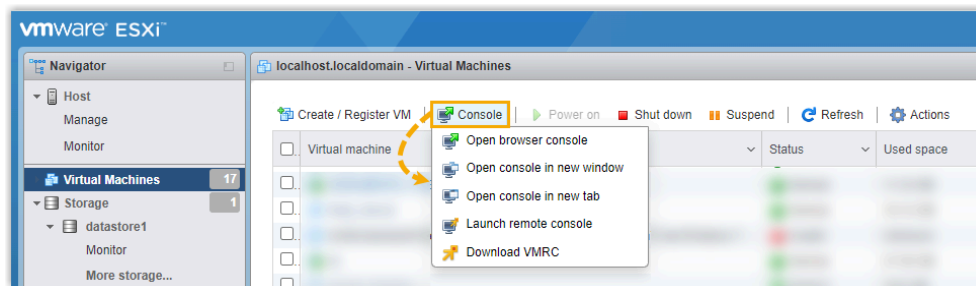 vmware ESXi™
Navigator
localhost.localdomain - Virtual Machines
Host
Manage
Monitor
Virtual Machines 17
Storage 1
datastore1
Monitor
More storage...
Create / Register VM Console Power on Shut down Suspend Refresh Actions
Virtual machine Status Used space
Open browser console
Open console in new window
Open console in new tab
Launch remote console
Download VMRC